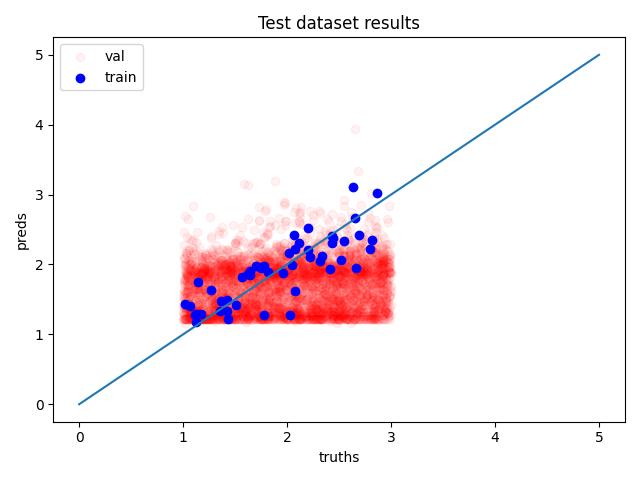 Test dataset results
val
train
5
4
3
2
1
0
preds
0 1 2 3 4 5
truths